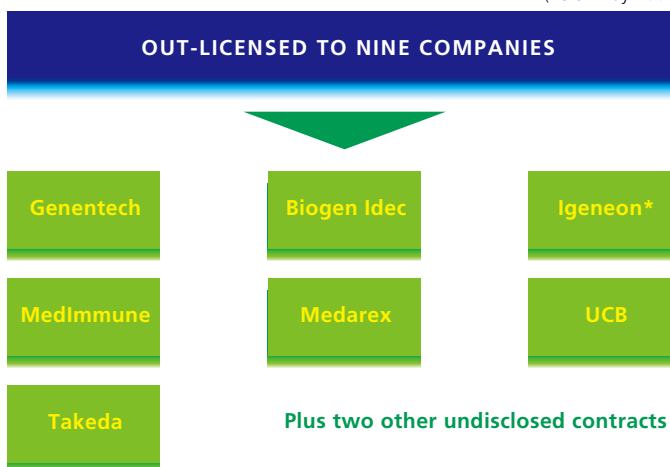 OUT-LICENSED TO NINE COMPANIES
Genentech Biogen Idec Igeneon*
MedImmune Medarex UCB
Takeda Plus two other undisclosed contracts